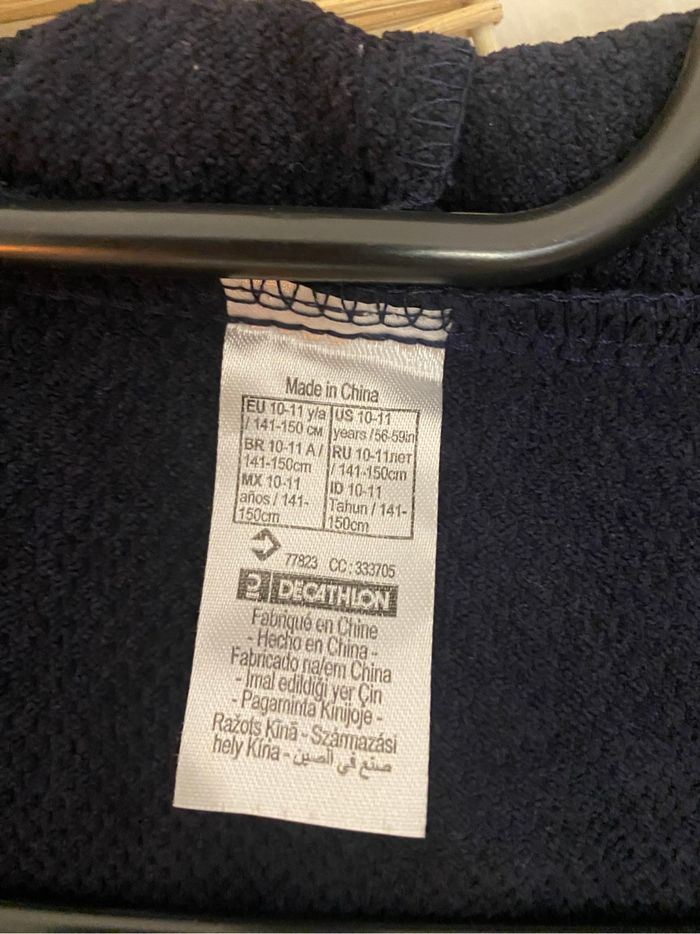 Made in China
EU 10-11 y/a
/ 141-150 см
BR 10-11 A /
141-150cm
MX 10-11
años / 141-
150cm
US 10-11
years /56-59in
RU 10-11лет
/ 141-150cm
ID 10-11
Tahun / 141-
150cm
77823 CC : 333705
DECATHLON
Fabriqué en Chine
- Hecho en China -
Fabricado na/em China
- İmal edildiği yer Çin
- Pagaminta Kinijoje -
Ražots Ķīnā - Származási
hely Kína - صنع في الصين